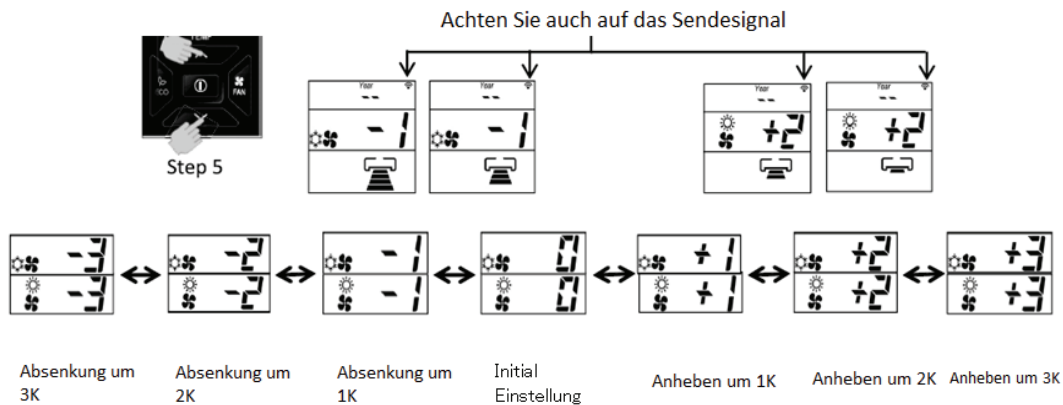 Achten Sie auch auf das Sendesignal
FAN
Step 5
Year
--
-1
Year
--
-1
Year
--
+2
Year
--
+2
-3
-2
-1
0
+1
+2
+3
-3
-2
-1
0
+1
+2
+3
Absenkung um
3K
Absenkung um
2K
Absenkung um
1K
Initial
Einstellung
Anheben um 1K
Anheben um 2K
Anheben um 3K